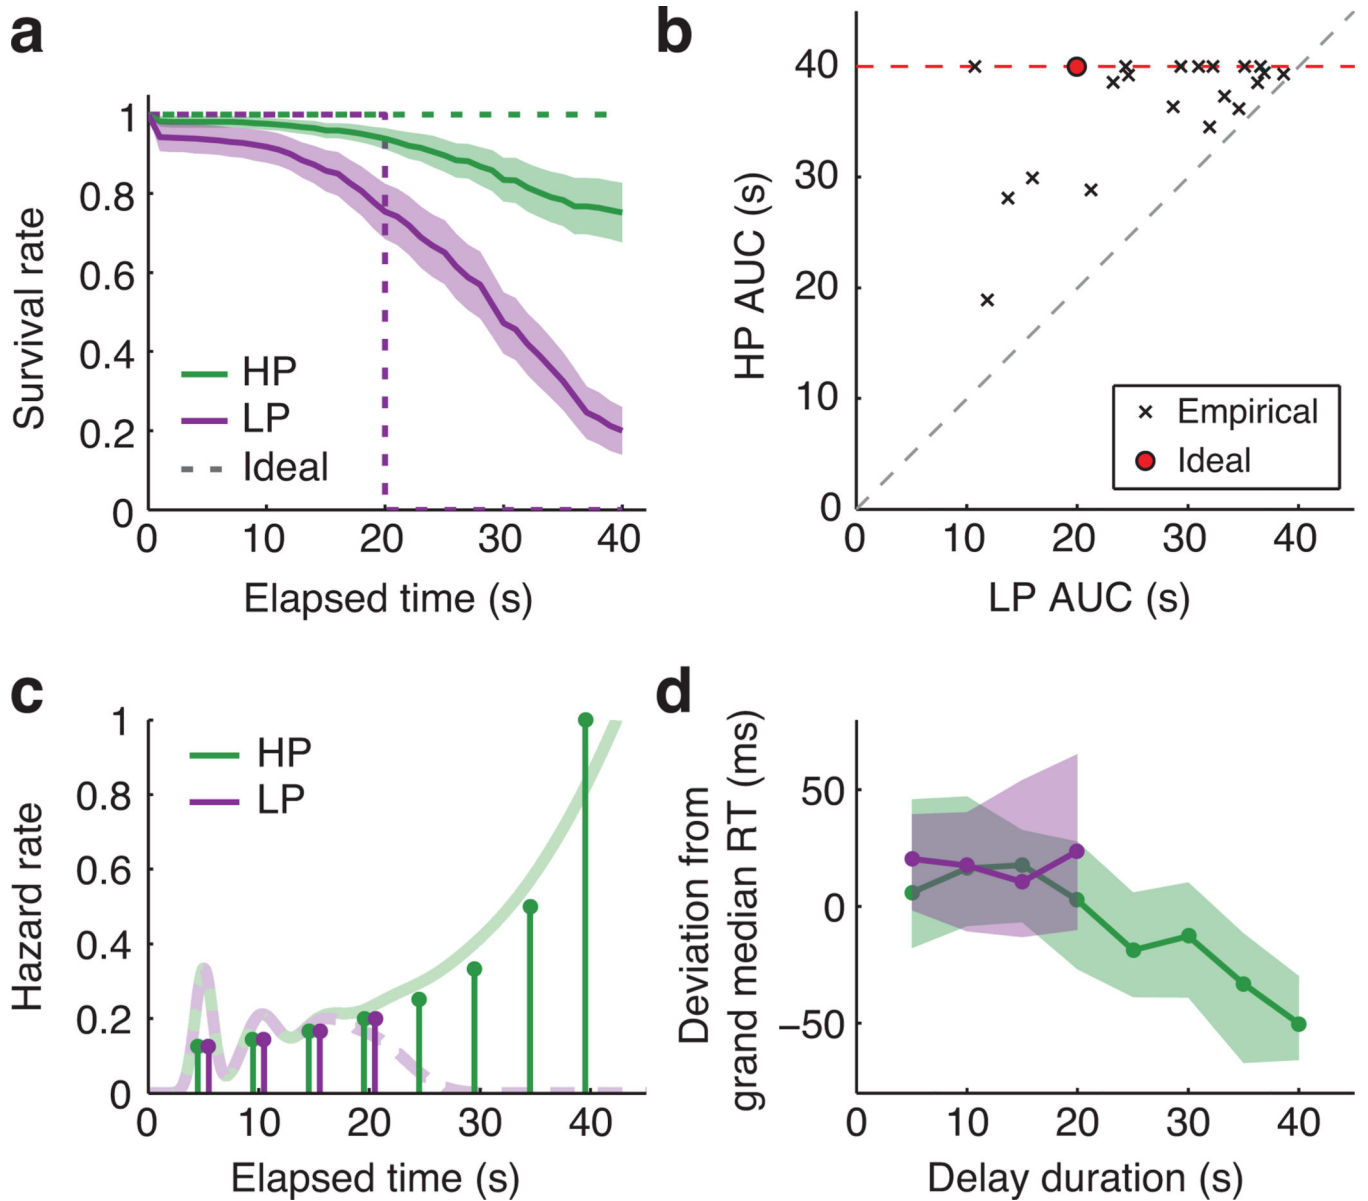 a
1
0.8
0.6
0.4
0.2
0
Survival rate
HP
LP
Ideal
0 10 20 30 40
Elapsed time (s)
b
40
30
20
10
0
HP AUC (s)
Empirical
Ideal
0 10 20 30 40
LP AUC (s)
c
1
0.8
0.6
0.4
0.2
0
Hazard rate
HP
LP
0 10 20 30 40
Elapsed time (s)
d
50
0
−50
Deviation from
grand median RT (ms)
0 10 20 30 40
Delay duration (s)